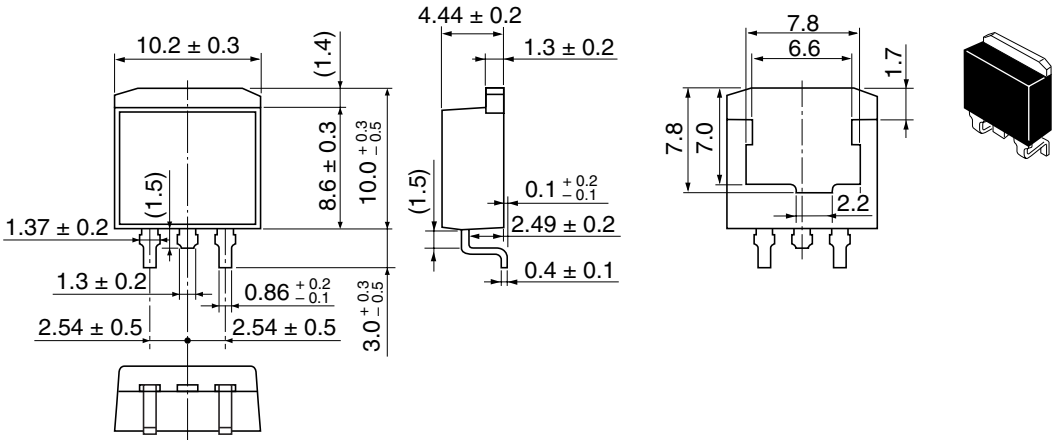 10.2 ± 0.3
(1.4)
8.6 ± 0.3
10.0 + 0.3 – 0.5
(1.5)
1.37 ± 0.2
1.3 ± 0.2
0.86 + 0.2 – 0.1
2.54 ± 0.5
2.54 ± 0.5
3.0 + 0.3 – 0.5
4.44 ± 0.2
1.3 ± 0.2
(1.5)
0.1 + 0.2 – 0.1
2.49 ± 0.2
0.4 ± 0.1
7.8
6.6
1.7
7.8
7.0
2.2